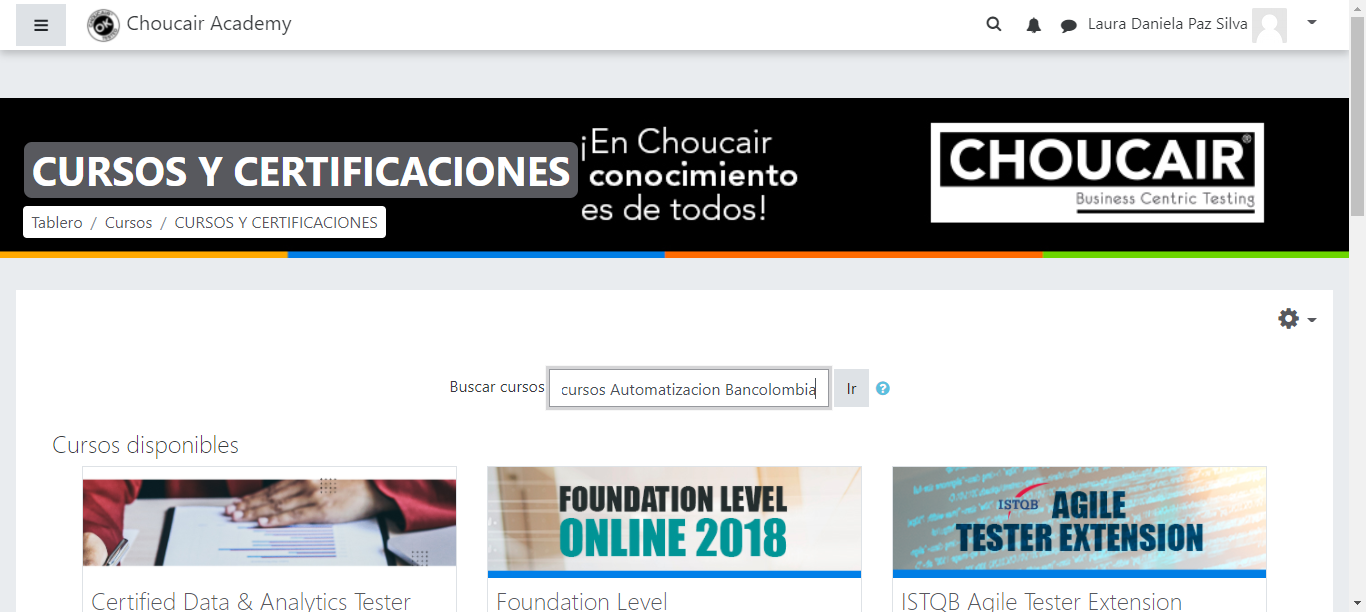 Choucair Academy
Laura Daniela Paz Silva
CURSOS Y CERTIFICACIONES
¡En Choucair
conocimiento
es de todos!
CHOUCAIR®
Business Centric Testing
Tablero / Cursos / CURSOS Y CERTIFICACIONES
Buscar cursos
cursos Automatizacion Bancolombia
Ir
?
Cursos disponibles
FOUNDATION LEVEL
ONLINE 2018
ISTQB AGILE
TESTER EXTENSION
Certified Data & Analytics Tester
Foundation Level
ISTQB Agile Tester Extension